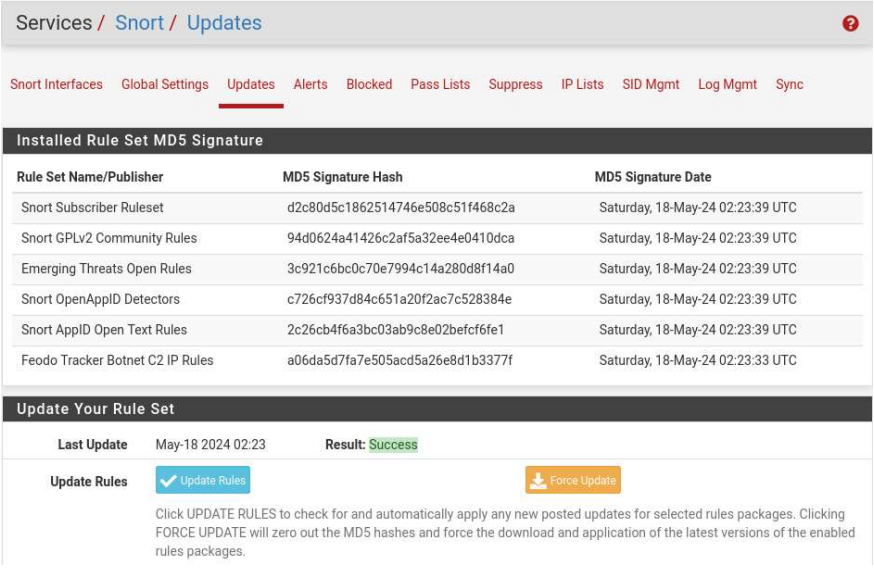 Services / Snort / Updates
Snort Interfaces Global Settings Updates Alerts Blocked Pass Lists Suppress IP Lists SID Mgmt Log Mgmt Sync
Installed Rule Set MD5 Signature
Rule Set Name/Publisher MD5 Signature Hash MD5 Signature Date
Snort Subscriber Ruleset d2c80d5c1862514746e508c51f468c2a Saturday, 18-May-24 02:23:39 UTC
Snort GPLv2 Community Rules 94d0624a41426c2af5a32ee4e0410dca Saturday, 18-May-24 02:23:39 UTC
Emerging Threats Open Rules 3c921c6bc0c70e7994c14a280d8f14a0 Saturday, 18-May-24 02:23:39 UTC
Snort OpenAppID Detectors c726cf937d84c651a20f2ac7c528384e Saturday, 18-May-24 02:23:39 UTC
Snort AppID Open Text Rules 2c26cb4f6a3bc03ab9c8e02befcf6fe1 Saturday, 18-May-24 02:23:39 UTC
Feodo Tracker Botnet C2 IP Rules a06da5d7fa7e505acd5a26e8d1b3377f Saturday, 18-May-24 02:23:33 UTC
Update Your Rule Set
Last Update May-18 2024 02:23 Result: Success
Update Rules Update Rules Force Update
Click UPDATE RULES to check for and automatically apply any new posted updates for selected rules packages. Clicking
FORCE UPDATE will zero out the MD5 hashes and force the download and application of the latest versions of the enabled
rules packages.